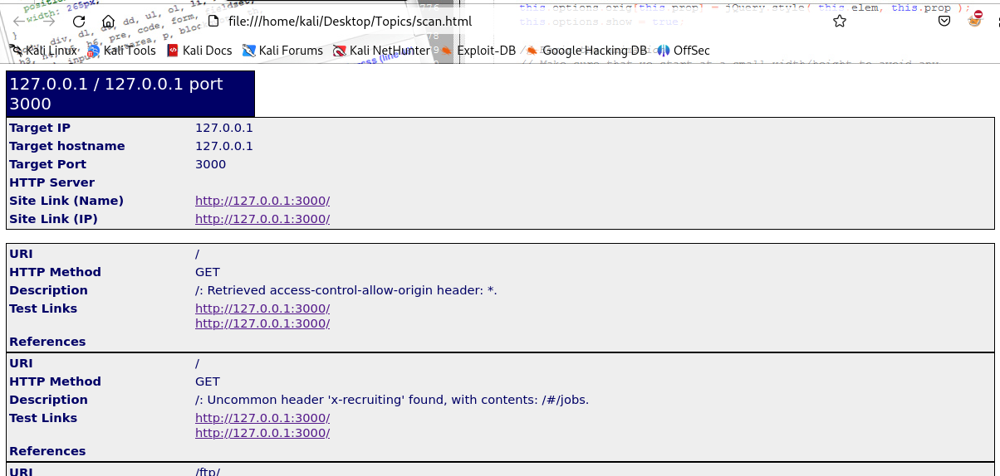 file:///home/kali/Desktop/Topics/scan.html
Kali Linux Kali Tools Kali Docs Kali Forums Kali NetHunter Exploit-DB Google Hacking DB OffSec
127.0.0.1 / 127.0.0.1 port
3000
Target IP 127.0.0.1
Target hostname 127.0.0.1
Target Port 3000
HTTP Server
Site Link (Name) http://127.0.0.1:3000/
Site Link (IP) http://127.0.0.1:3000/
URI /
HTTP Method GET
Description /: Retrieved access-control-allow-origin header: *.
Test Links http://127.0.0.1:3000/
http://127.0.0.1:3000/
References
URI /
HTTP Method GET
Description /: Uncommon header 'x-recruiting' found, with contents: /#/jobs.
Test Links http://127.0.0.1:3000/
http://127.0.0.1:3000/
References
URI /ftp/